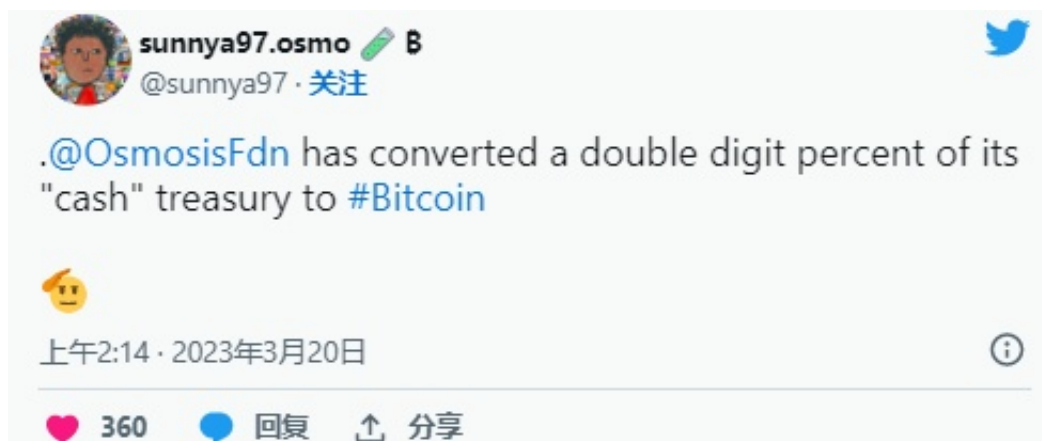 sunnya97.osmo 🧪 ₿
@sunnya97 · 关注
.@OsmosisFdn has converted a double digit percent of its
"cash" treasury to #Bitcoin
🫡
上午2:14 · 2023年3月20日
360 回复 分享